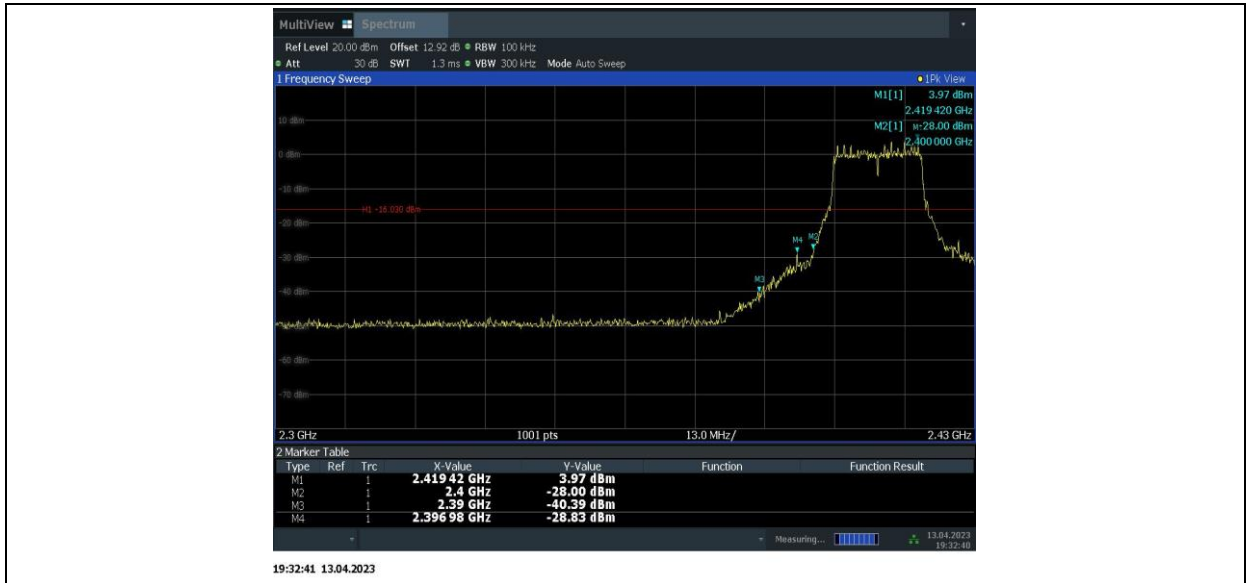 MultiView Spectrum
Ref Level 20.00 dBm Offset 12.92 dB RBW 100 kHz
Att 30 dB SWT 1.3 ms VBW 300 kHz Mode Auto Sweep
1 Frequency Sweep 1Pk View
M1[1] 3.97 dBm
2.419 420 GHz
10 dBm
M2[1] -28.00 dBm
2.400 000 GHz
0 dBm
-10 dBm
H1 -16.030 dBm
-20 dBm
M4 M2
-30 dBm
M3
-40 dBm
-60 dBm
-70 dBm
2.3 GHz 1001 pts 13.0 MHz/ 2.43 GHz
2 Marker Table
Type Ref Trc X-Value Y-Value Function Function Result
M1 1 2.419 42 GHz 3.97 dBm
M2 1 2.4 GHz -28.00 dBm
M3 1 2.39 GHz -40.39 dBm
M4 1 2.396 98 GHz -28.83 dBm
Measuring... 13.04.2023
19:32:40
19:32:41 13.04.2023